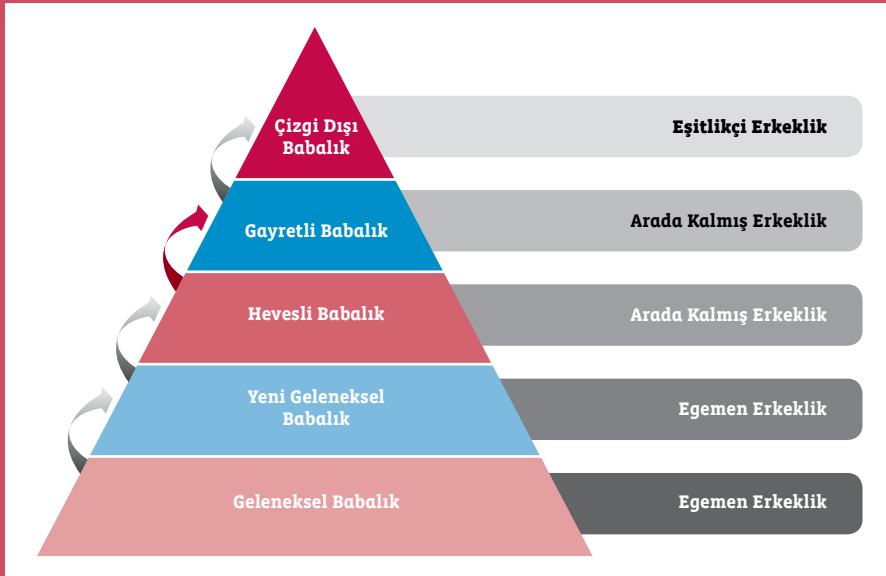 Çizgi Dışı
Babalık
Eşitlikçi Erkeklik
Gayretli Babalık
Arada Kalmış Erkeklik
Hevesli Babalık
Arada Kalmış Erkeklik
Yeni Geleneksel
Babalık
Egemen Erkeklik
Geleneksel Babalık
Egemen Erkeklik